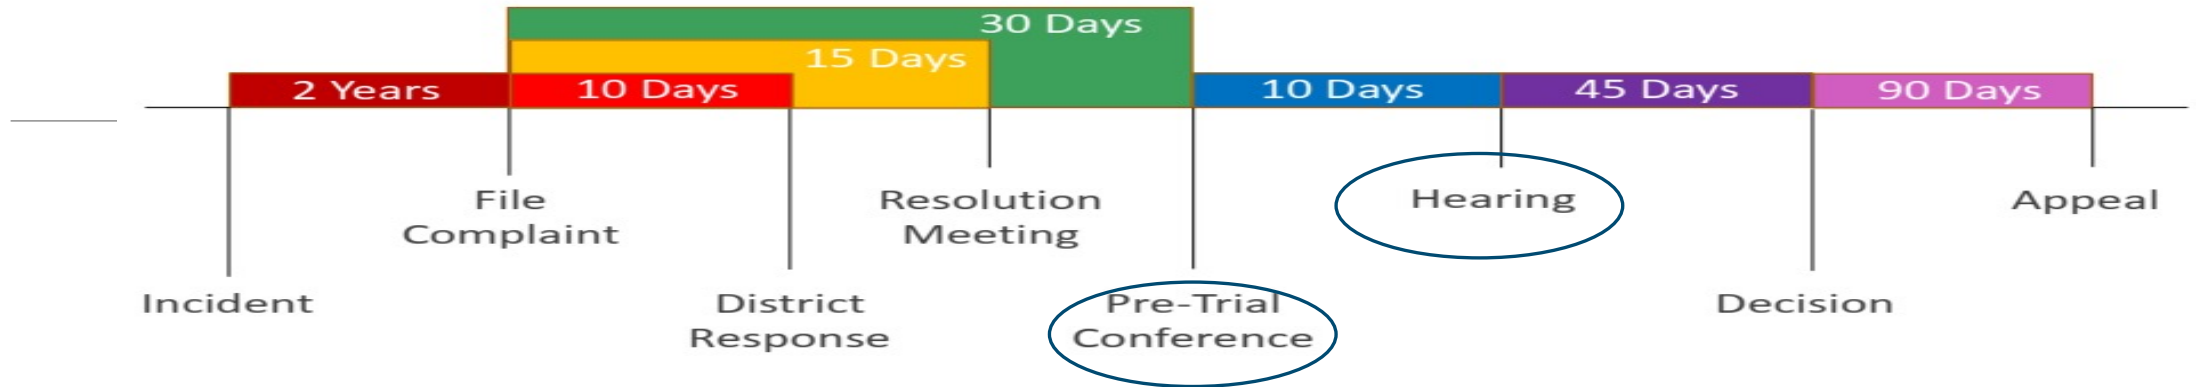 30 Days
15 Days
2 Years
10 Days
10 Days
45 Days
90 Days
File
Complaint
Resolution
Meeting
Hearing
Appeal
Incident
District
Response
Pre-Trial
Conference
Decision